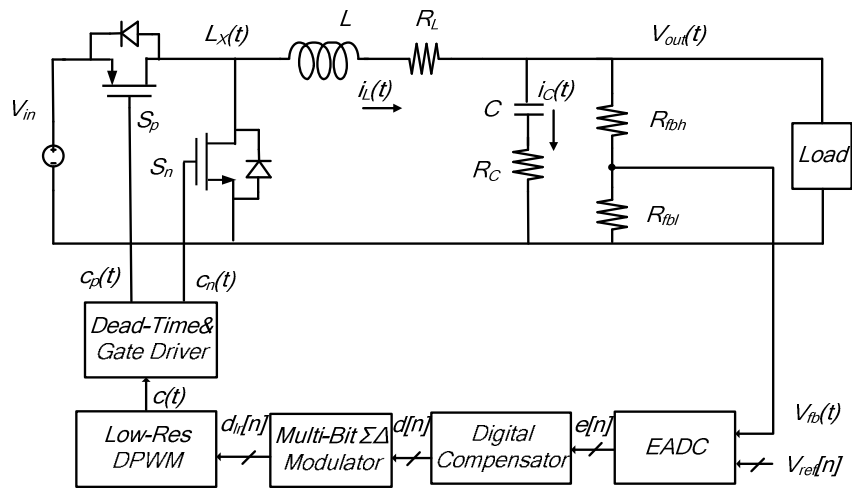 L_X(t)
L
R_L
V_out(t)
V_in
S_p
i_L(t)
C
i_C(t)
R_fbh
S_n
R_C
Load
R_fbl
c_p(t)
c_n(t)
Dead-Time&
Gate Driver
c(t)
Low-Res
DPWM
d_lr[n]
Multi-Bit ΣΔ
Modulator
d[n]
Digital
Compensator
e[n]
EADC
V_fb(t)
V_ref[n]